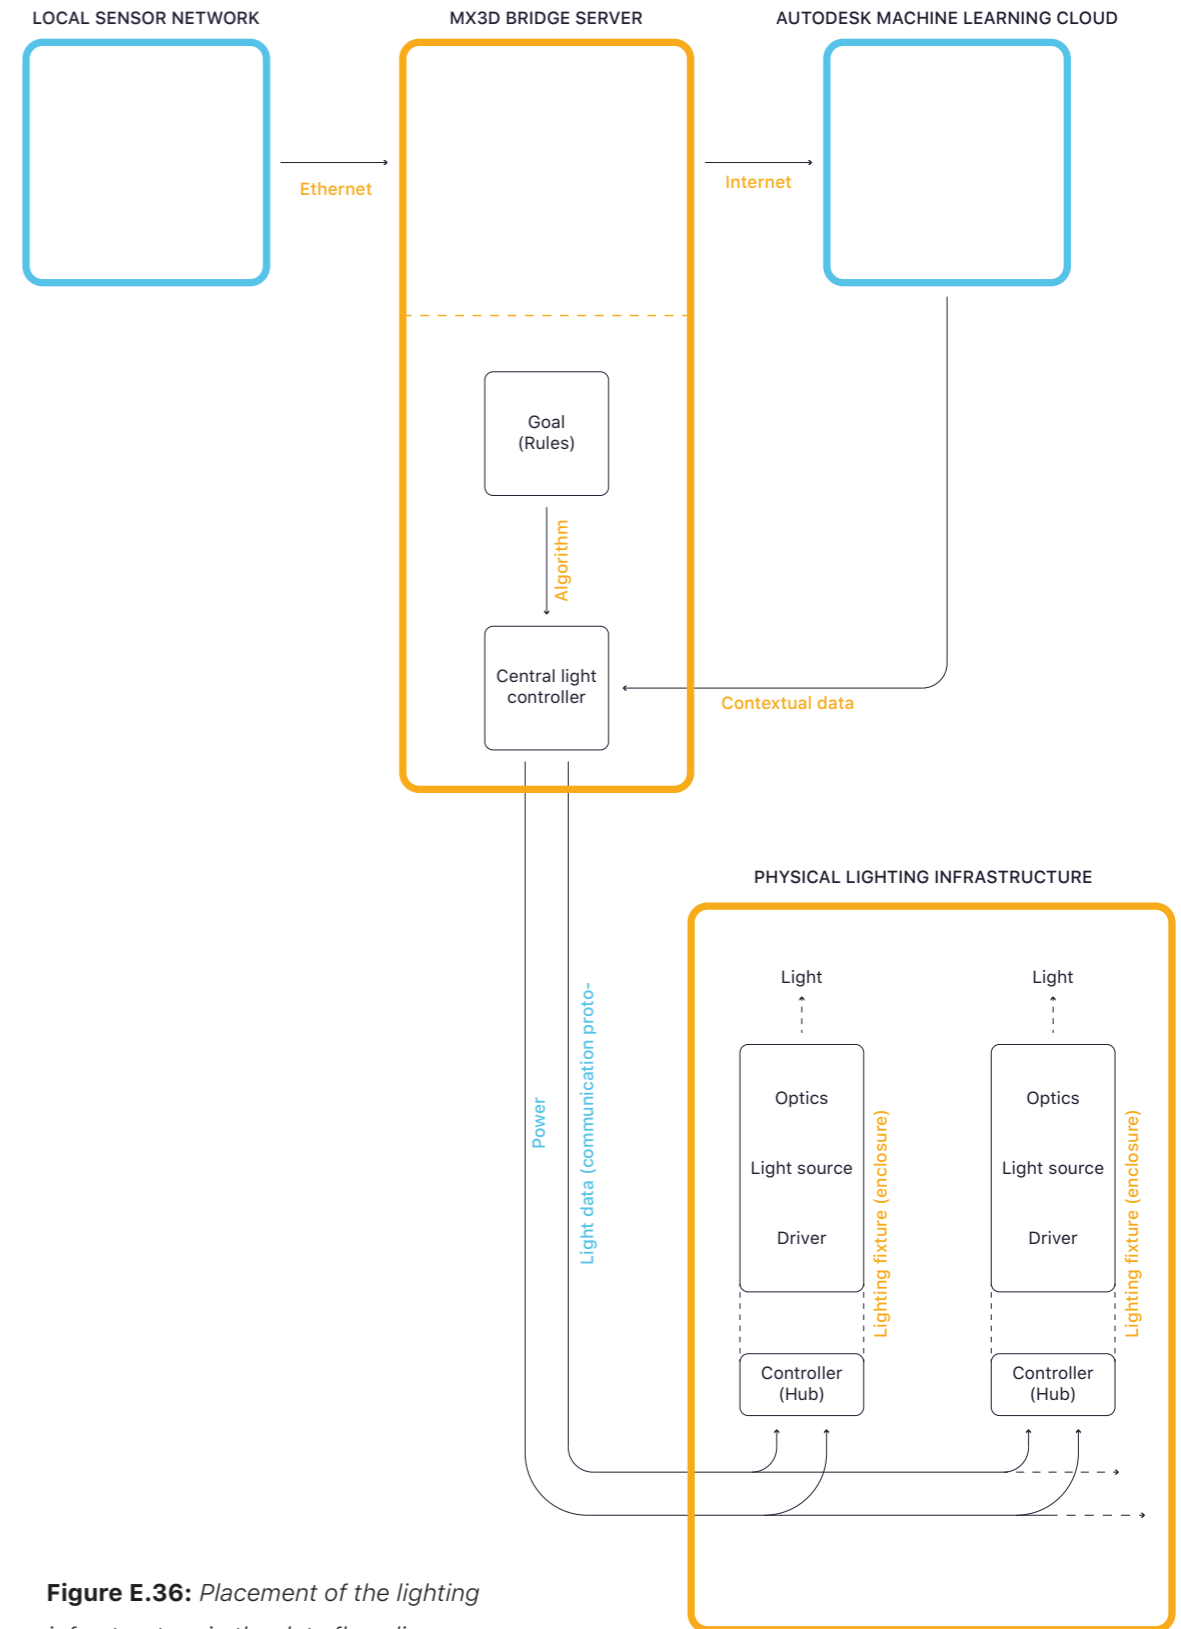 LOCAL SENSOR NETWORK
MX3D BRIDGE SERVER
AUTODESK MACHINE LEARNING CLOUD
Ethernet
Internet
Goal
(Rules)
Algorithm
Central light
controller
Contextual data
PHYSICAL LIGHTING INFRASTRUCTURE
Power
Light data (communication proto-
Light
Light
Optics
Light source
Driver
Lighting fixture (enclosure)
Optics
Light source
Driver
Lighting fixture (enclosure)
Controller
(Hub)
Controller
(Hub)
Figure E.36: Placement of the lighting